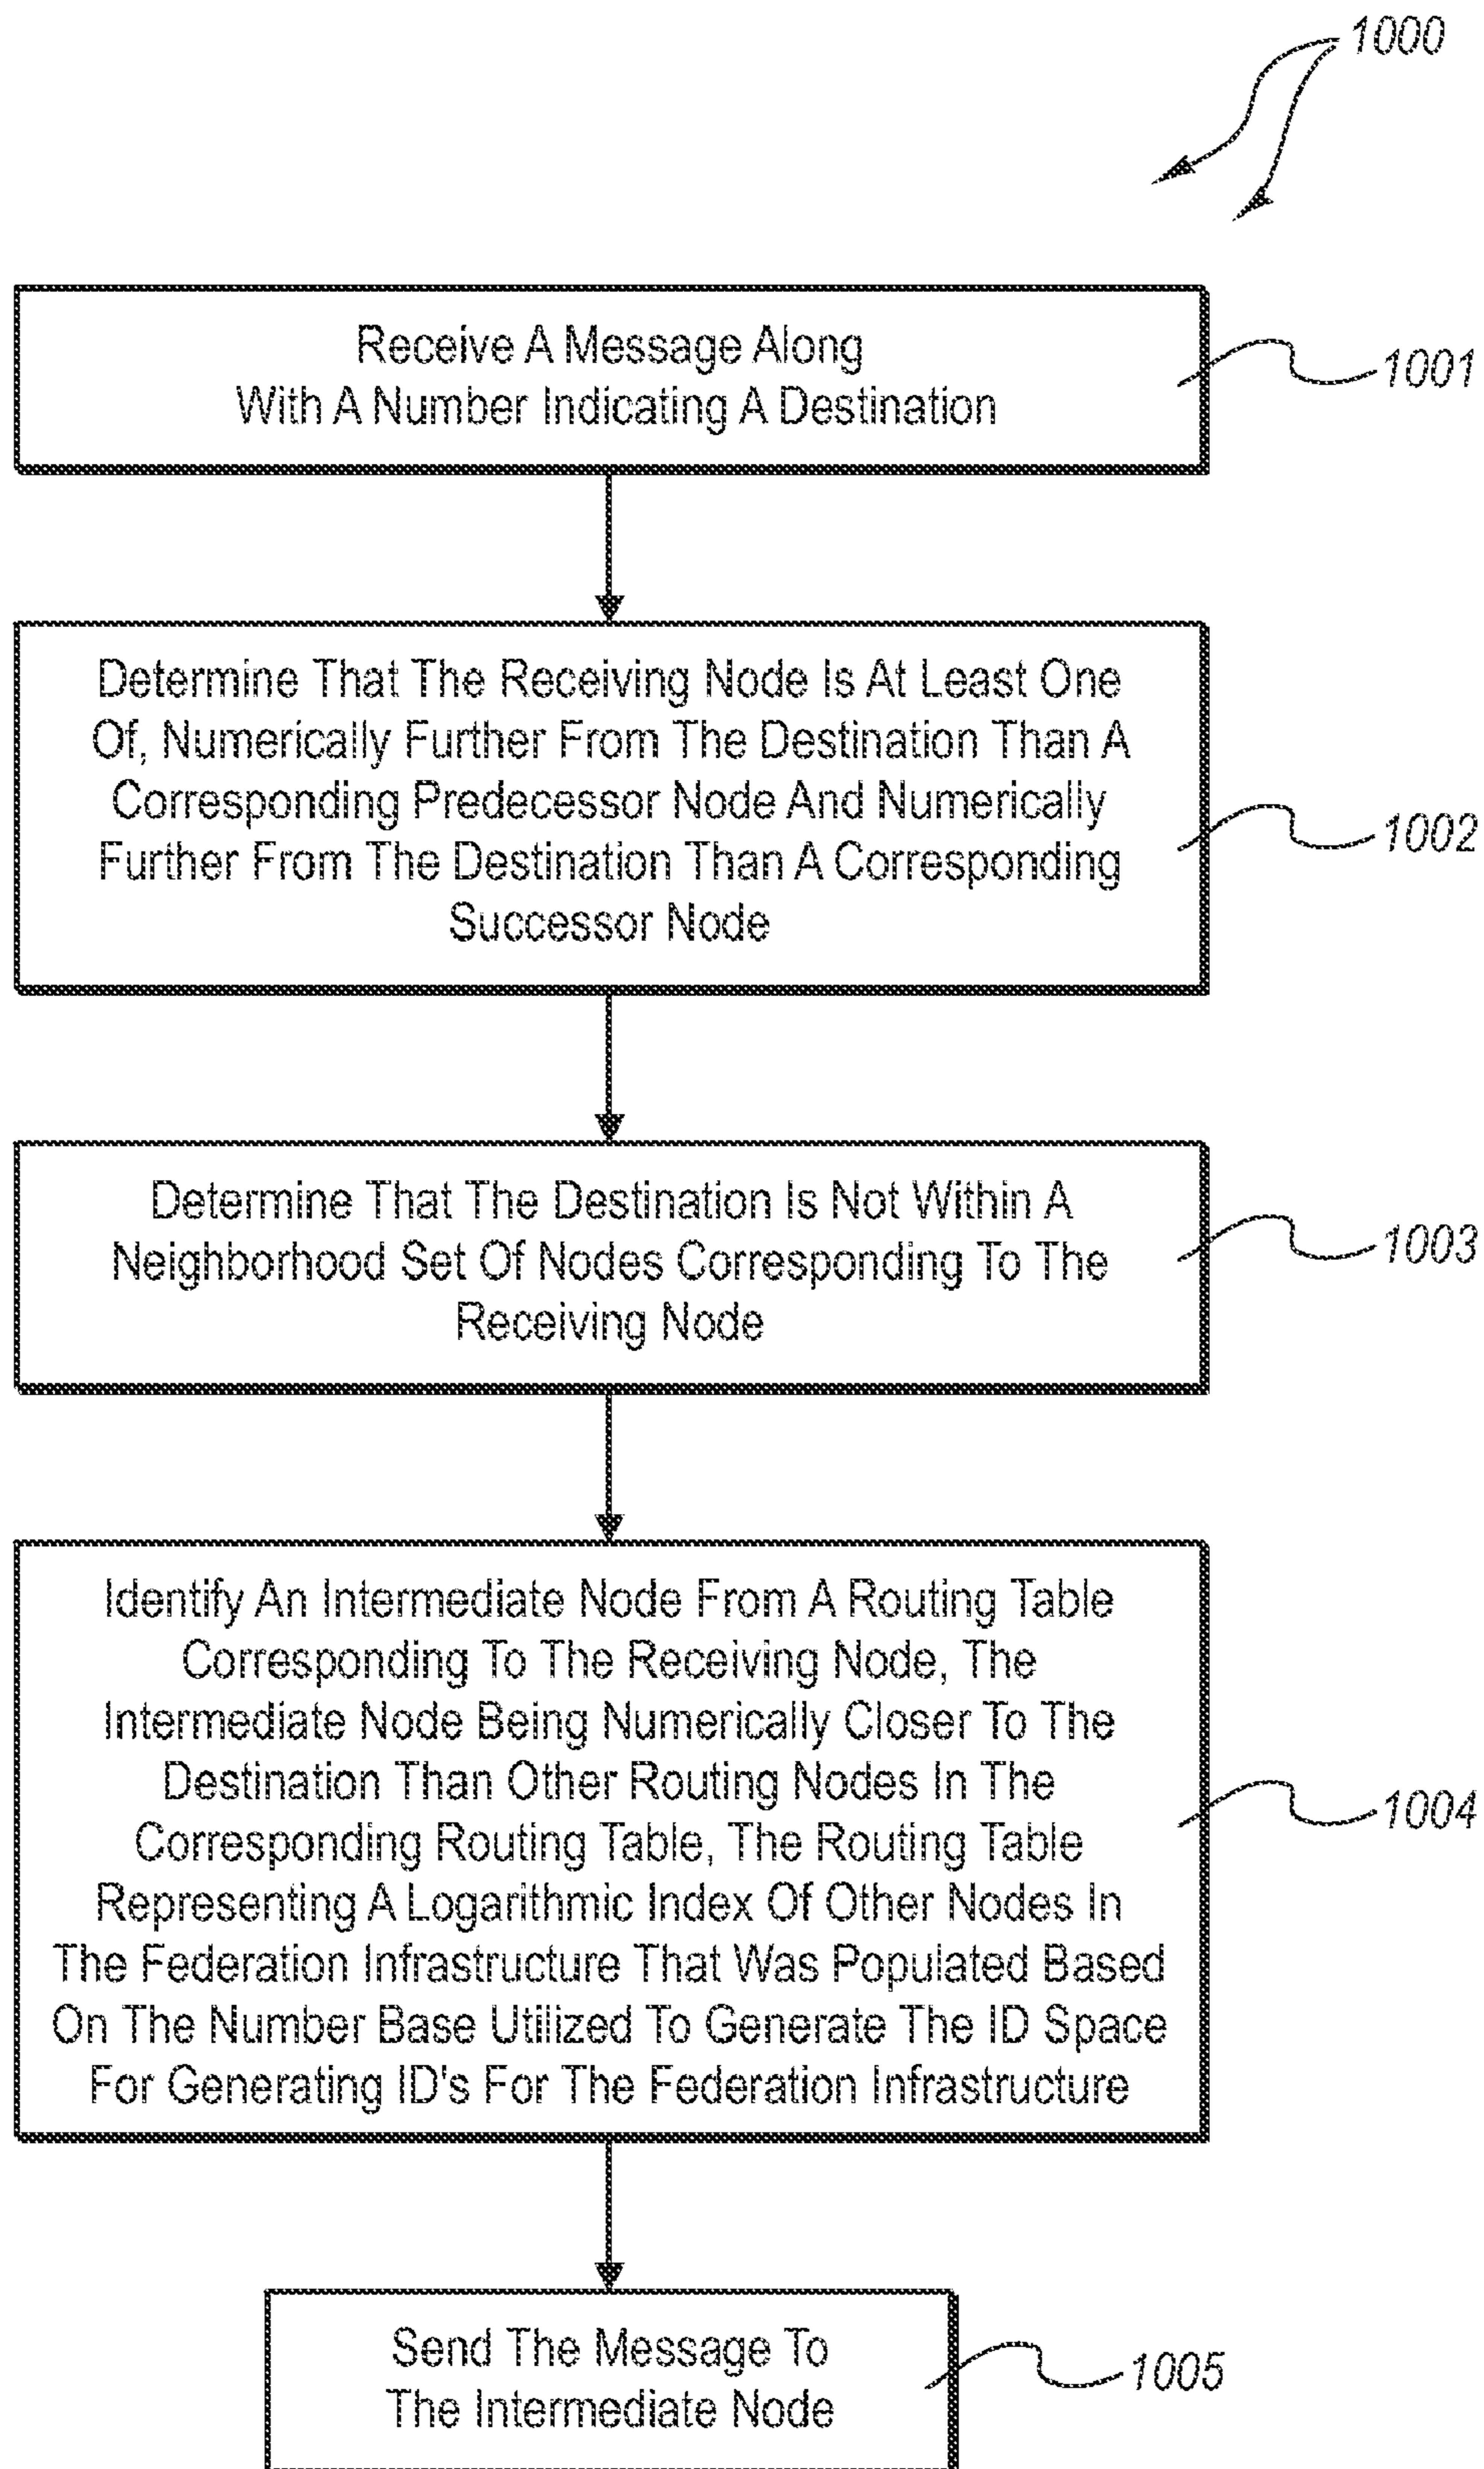 1000
Receive A Message Along
With A Number Indicating A Destination
1001
Determine That The Receiving Node Is At Least One
Of, Numerically Further From The Destination Than A
Corresponding Predecessor Node And Numerically
Further From The Destination Than A Corresponding
Successor Node
1002
Determine That The Destination Is Not Within A
Neighborhood Set Of Nodes Corresponding To The
Receiving Node
1003
Identify An Intermediate Node From A Routing Table
Corresponding To The Receiving Node, The
Intermediate Node Being Numerically Closer To The
Destination Than Other Routing Nodes In The
Corresponding Routing Table, The Routing Table
Representing A Logarithmic Index Of Other Nodes In
The Federation Infrastructure That Was Populated Based
On The Number Base Utilized To Generate The ID Space
For Generating ID's For The Federation Infrastructure
1004
Send The Message To
The Intermediate Node
1005